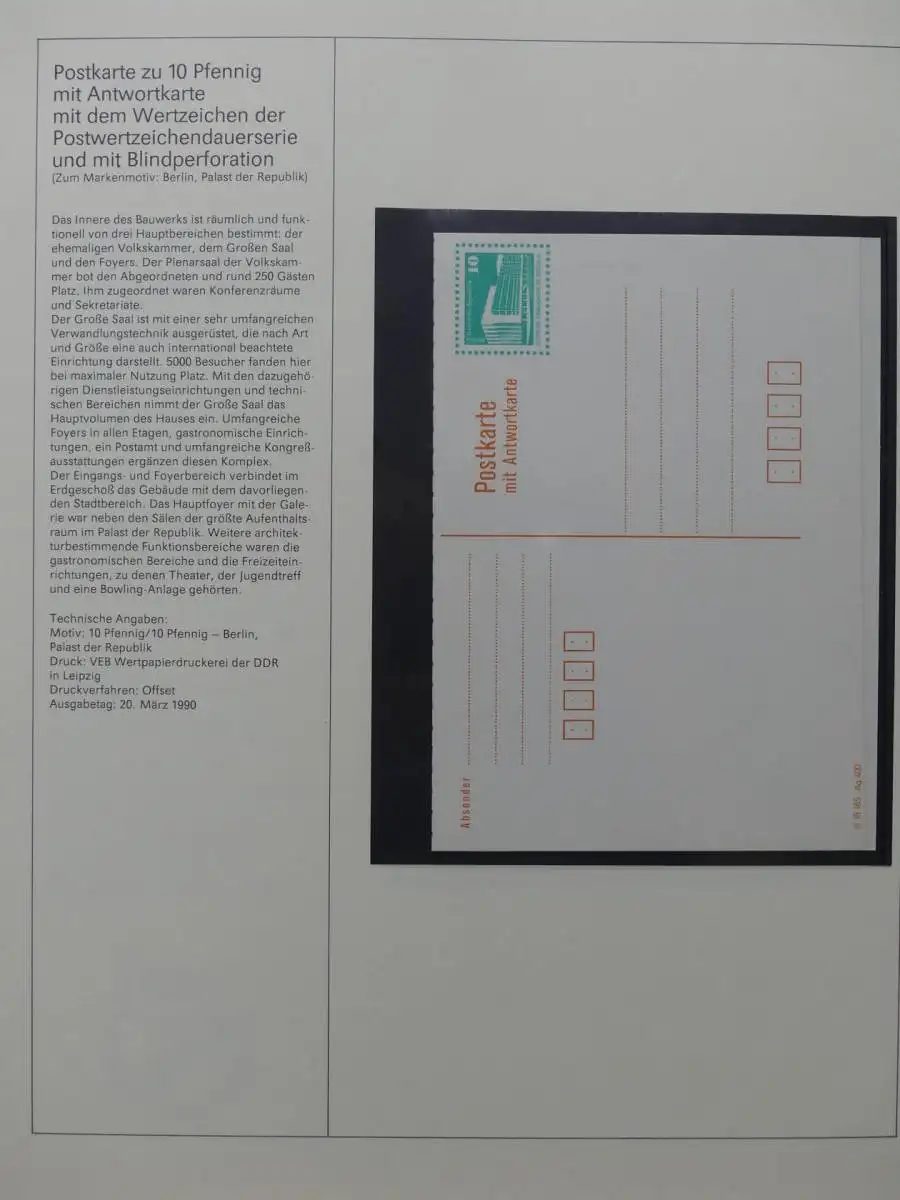 Postkarte zu 10 Pfennig
mit Antwortkarte
mit dem Wertzeichen der
Postwertzeichendauerserie
und mit Blindperforation
(Zum Markenmotiv: Berlin, Palast der Republik)
Das Innere des Bauwerks ist räumlich und funk-
tionell von drei Hauptbereichen bestimmt: der
ehemaligen Volkskammer, dem Großen Saal
und den Foyers. Der Plenarsaal der Volkskam-
mer bot den Abgeordneten und rund 250 Gästen
Platz. Ihm zugeordnet waren Konferenzräume
und Sekretariate.
Der Große Saal ist mit einer sehr umfangreichen
Verwandlungstechnik ausgerüstet, die nach Art
und Größe eine auch international beachtete
Einrichtung darstellt. 5000 Besucher fanden hier
bei maximaler Nutzung Platz. Mit den dazugehö-
rigen Dienstleistungseinrichtungen und techni-
schen Bereichen nimmt der Große Saal das
Hauptvolumen des Hauses ein. Umfangreiche
Foyers in allen Etagen, gastronomische Einrich-
tungen, ein Postamt und umfangreiche Kongreß-
ausstattungen ergänzen diesen Komplex.
Der Eingangs- und Foyerbereich verbindet im
Erdgeschoß das Gebäude mit dem davorliegen-
den Stadtbereich. Das Hauptfoyer mit der Gale-
rie war neben den Sälen der größte Aufenthalts-
raum im Palast der Republik. Weitere architek-
turbestimmende Funktionsbereiche waren die
gastronomischen Bereiche und die Freizeitein-
richtungen, zu denen Theater, der Jugendtreff
und eine Bowling-Anlage gehörten.
Technische Angaben:
Motiv: 10 Pfennig/10 Pfennig – Berlin,
Palast der Republik
Druck: VEB Wertpapierdruckerei der DDR
in Leipzig
Druckverfahren: Offset
Ausgabetag: 20. März 1990
10
Postkarte
mit Antwortkarte
Absender
Ag 400